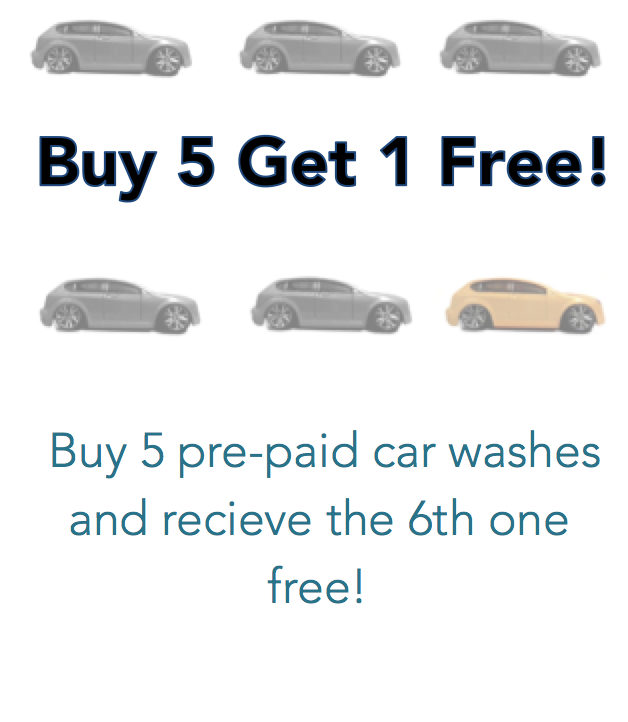 Buy 5 Get 1 Free!
Buy 5 pre-paid car washes
and recieve the 6th one
free!